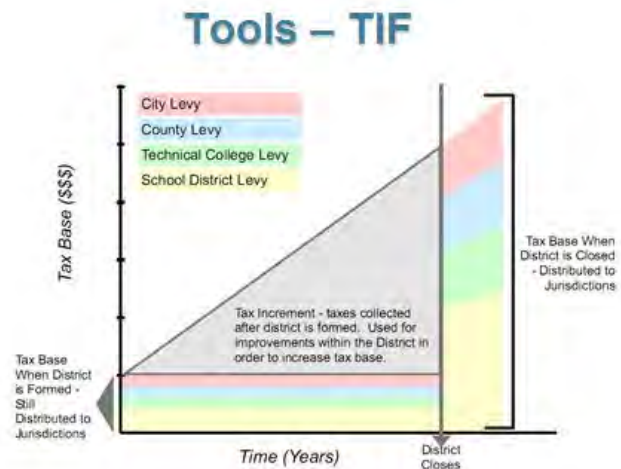 Tools – TIF
City Levy
County Levy
Technical College Levy
School District Levy
Tax Base ($$$)
Tax Increment - taxes collected
after district is formed. Used for
improvements within the District in
order to increase tax base.
Tax Base When
District is Closed
- Distributed to
Jurisdictions
Tax Base
When District
is Formed -
Still
Distributed to
Jurisdictions
Time (Years)
District
Closes